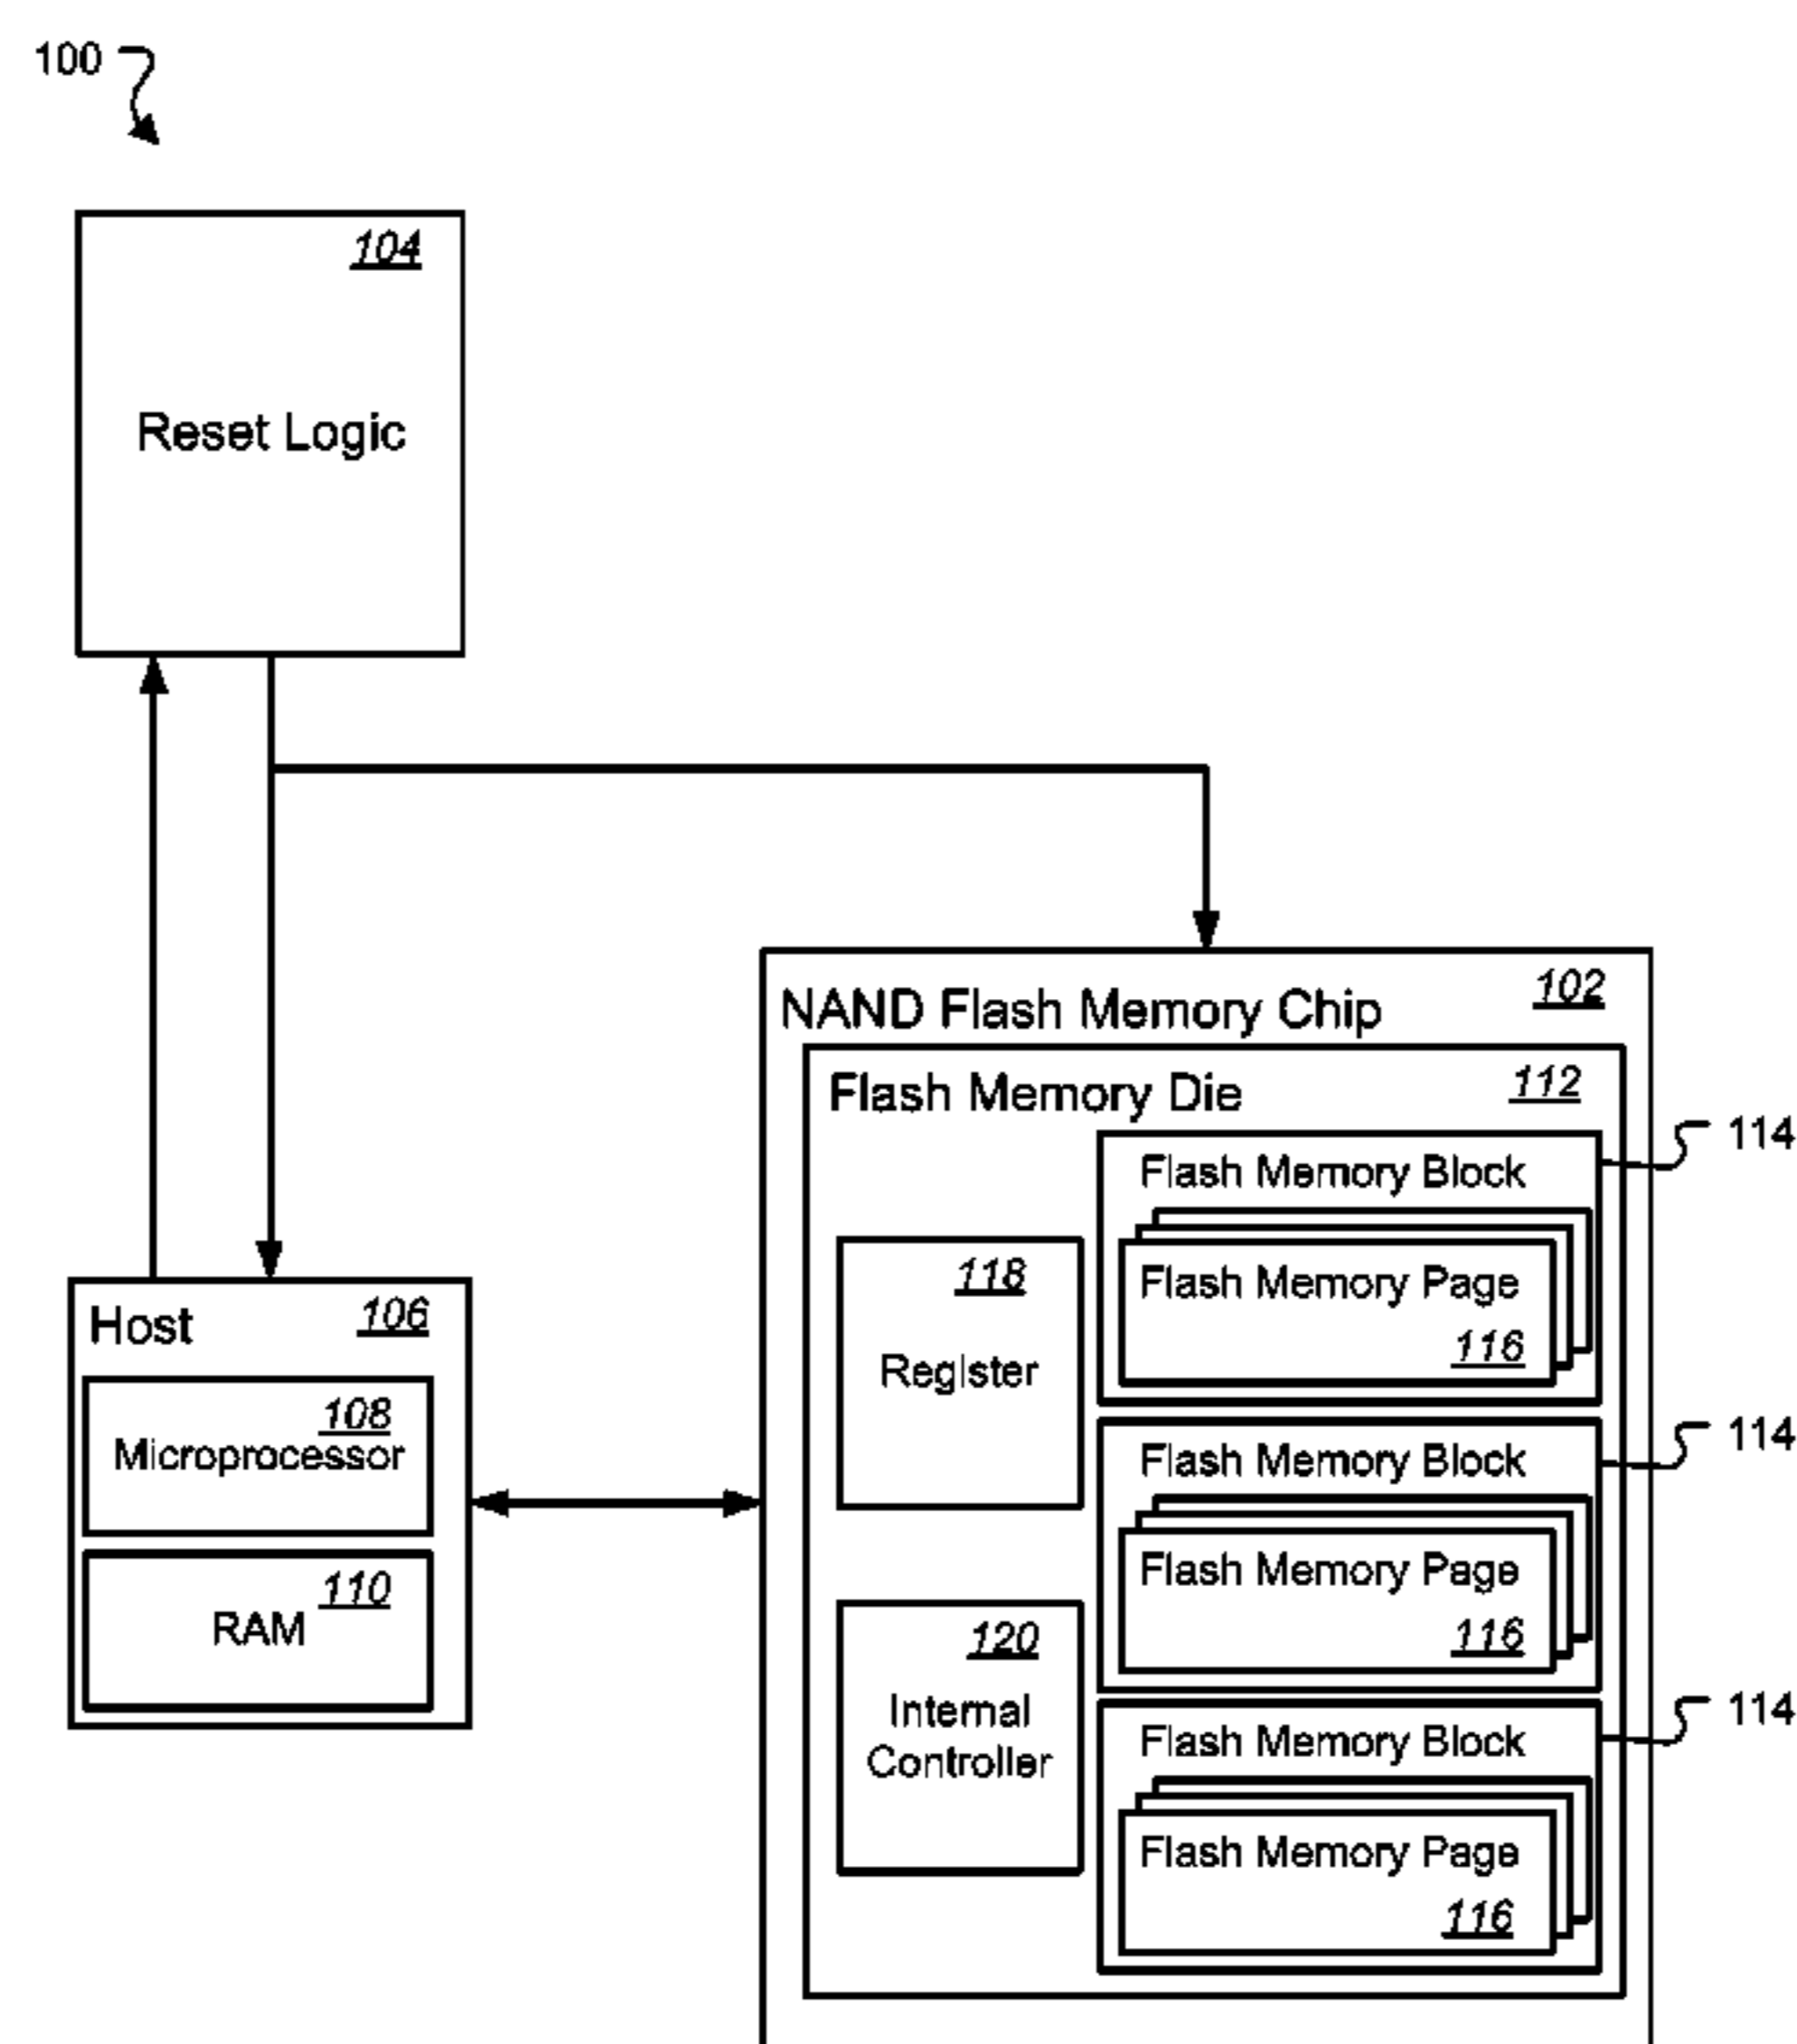 100
104
Reset Logic
102
NAND Flash Memory Chip
112
Flash Memory Die
114
Flash Memory Block
118
Register
Flash Memory Page
116
Host
106
108
Microprocessor
110
RAM
114
Flash Memory Block
Flash Memory Page
116
120
Internal
Controller
114
Flash Memory Block
Flash Memory Page
116